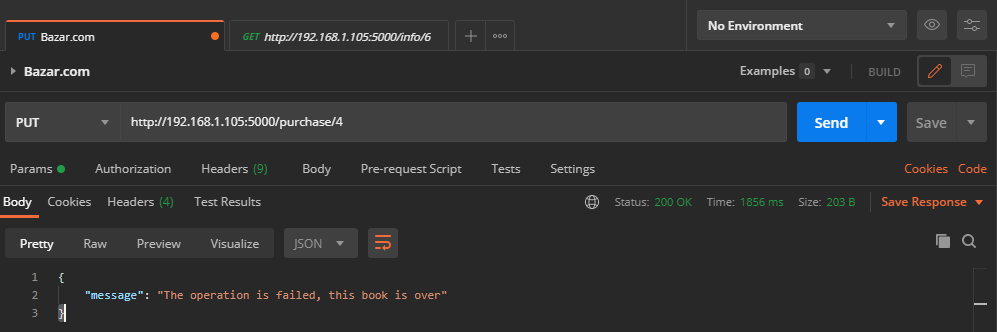 PUT Bazar.com GET http://192.168.1.105:5000/info/6 No Environment
Bazar.com Examples 0 BUILD
PUT http://192.168.1.105:5000/purchase/4 Send Save
Params Authorization Headers (9) Body Pre-request Script Tests Settings Cookies Code
Body Cookies Headers (4) Test Results Status: 200 OK Time: 1856 ms Size: 203 B Save Response
Pretty Raw Preview Visualize JSON
1 {
2 "message": "The operation is failed, this book is over"
3 }